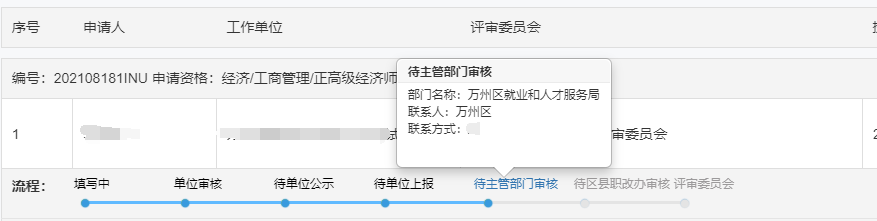 序号 申请人 工作单位 评审委员会
编号：202108181INU 申请资格：经济/工商管理/正高级经济师
待主管部门审核
部门名称：万州区就业和人才服务局
联系人：万州区
联系方式：
1 审委员会 2
流程： 填写中 单位审核 待单位公示 待单位上报 待主管部门审核 待区县职改办审核 评审委员会